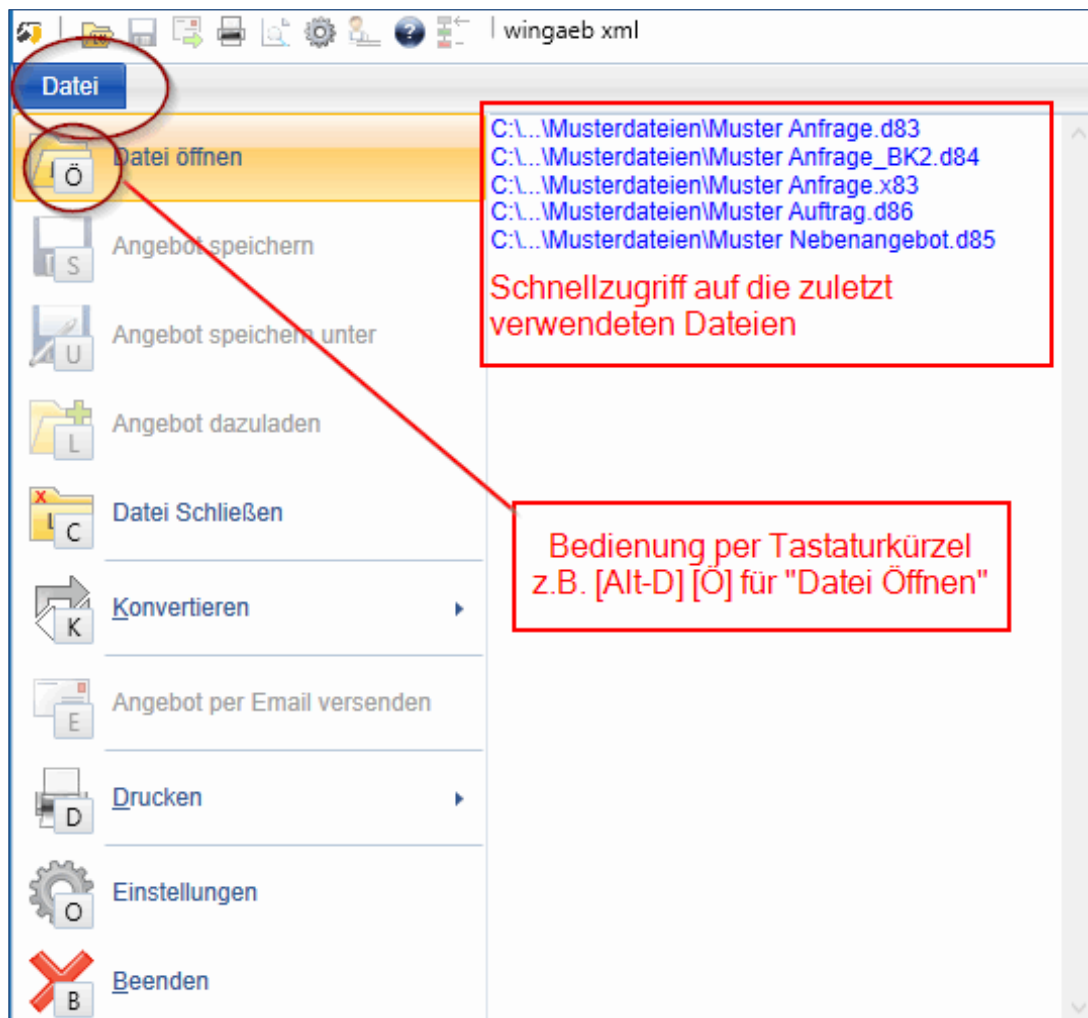 wingaeb xml
Datei
Datei öffnen
Ö
Angebot speichern
S
Angebot speichern unter
U
Angebot dazuladen
L
Datei Schließen
C
Konvertieren
K
Angebot per Email versenden
E
Drucken
D
Einstellungen
O
Beenden
B
C:\...\Musterdateien\Muster Anfrage.d83
C:\...\Musterdateien\Muster Anfrage_BK2.d84
C:\...\Musterdateien\Muster Anfrage.x83
C:\...\Musterdateien\Muster Auftrag.d86
C:\...\Musterdateien\Muster Nebenangebot.d85
Schnellzugriff auf die zuletzt
verwendeten Dateien
Bedienung per Tastaturkürzel
z.B. [Alt-D] [Ö] für "Datei Öffnen"